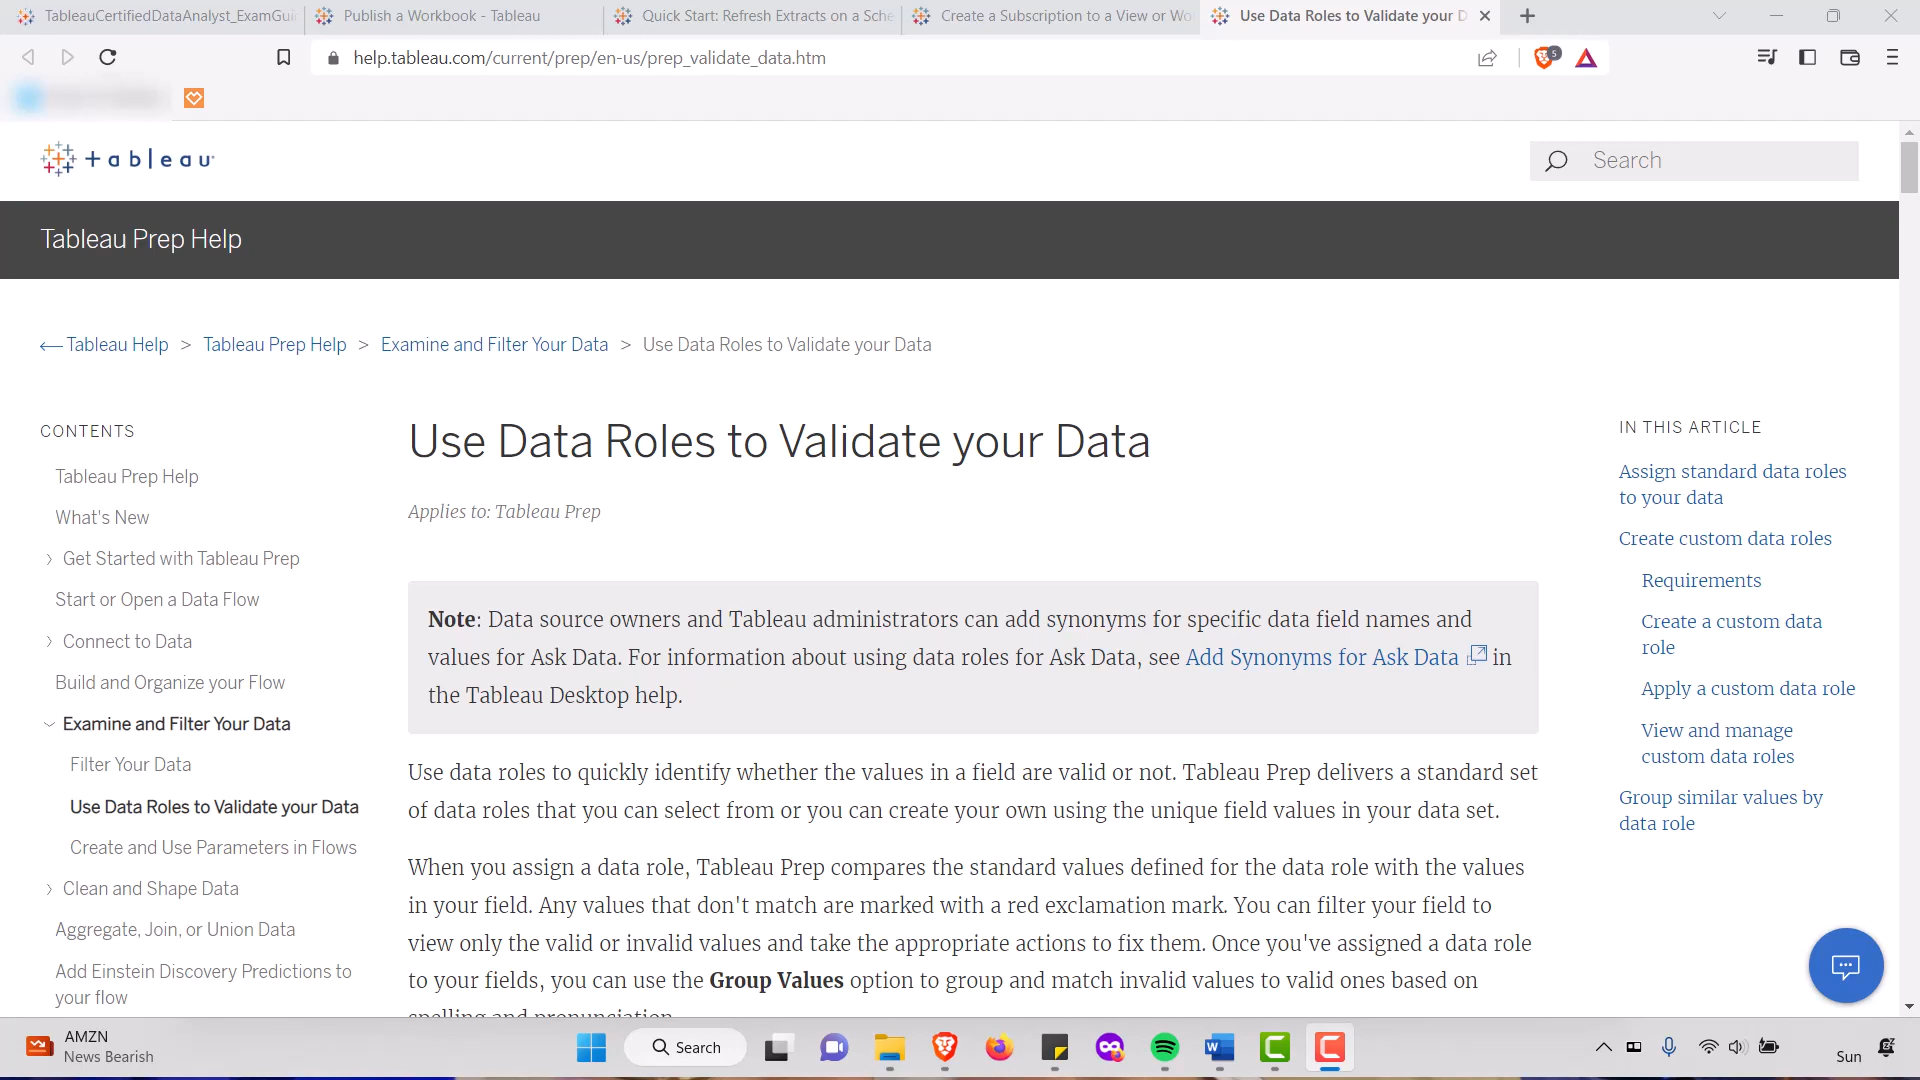 TableauCertifiedDataAnalyst_ExamGui
Publish a Workbook - Tableau
Quick Start: Refresh Extracts on a Sche
Create a Subscription to a View or Wo
Use Data Roles to Validate your D
help.tableau.com/current/prep/en-us/prep_validate_data.htm
5
+ a b l e a u
Search
Tableau Prep Help
Tableau Help > Tableau Prep Help > Examine and Filter Your Data > Use Data Roles to Validate your Data
CONTENTS
Tableau Prep Help
What's New
Get Started with Tableau Prep
Start or Open a Data Flow
Connect to Data
Build and Organize your Flow
Examine and Filter Your Data
Filter Your Data
Use Data Roles to Validate your Data
Create and Use Parameters in Flows
Clean and Shape Data
Aggregate, Join, or Union Data
Add Einstein Discovery Predictions to
your flow
Use Data Roles to Validate your Data
Applies to: Tableau Prep
Note: Data source owners and Tableau administrators can add synonyms for specific data field names and
values for Ask Data. For information about using data roles for Ask Data, see Add Synonyms for Ask Data in
the Tableau Desktop help.
Use data roles to quickly identify whether the values in a field are valid or not. Tableau Prep delivers a standard set
of data roles that you can select from or you can create your own using the unique field values in your data set.
When you assign a data role, Tableau Prep compares the standard values defined for the data role with the values
in your field. Any values that don't match are marked with a red exclamation mark. You can filter your field to
view only the valid or invalid values and take the appropriate actions to fix them. Once you've assigned a data role
to your fields, you can use the Group Values option to group and match invalid values to valid ones based on
spelling and pronunciation.
IN THIS ARTICLE
Assign standard data roles
to your data
Create custom data roles
Requirements
Create a custom data
role
Apply a custom data role
View and manage
custom data roles
Group similar values by
data role
AMZN
News Bearish
Search
Sun